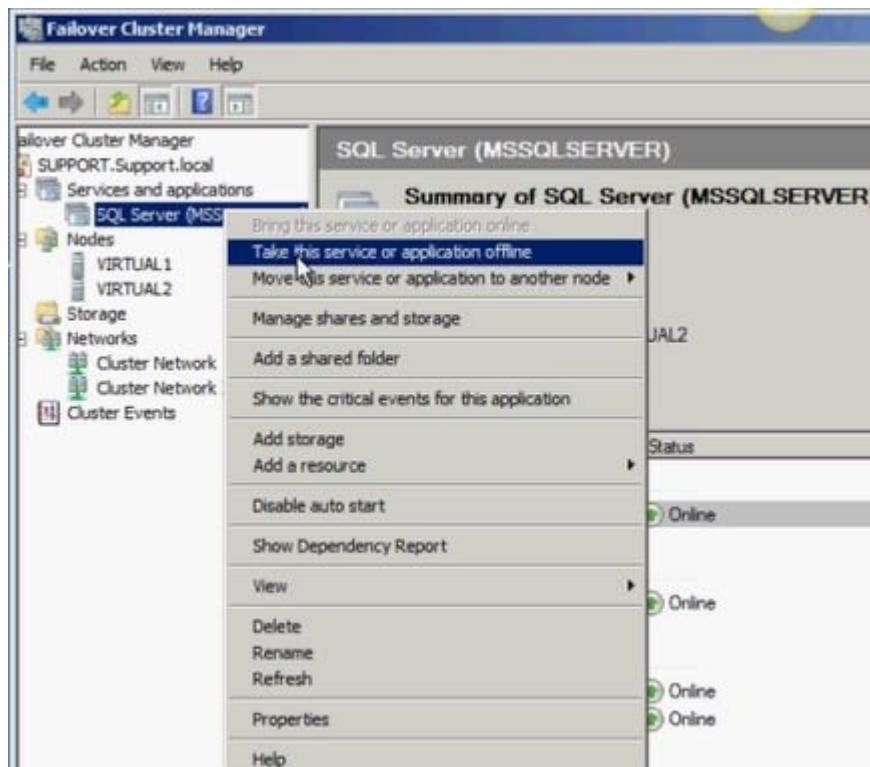 Failover Cluster Manager
File Action View Help
ailover Cluster Manager
SUPPORT.Support.local
Services and applications
SQL Server (MSS
Nodes
VIRTUAL1
VIRTUAL2
Storage
Networks
Cluster Network
Cluster Network
Cluster Events
SQL Server (MSSQLSERVER)
Summary of SQL Server (MSSQLSERVER
Bring this service or application online
Take this service or application offline
Move this service or application to another node
Manage shares and storage
Add a shared folder
Show the critical events for this application
Add storage
Add a resource
Disable auto start
Show Dependency Report
View
Delete
Rename
Refresh
Properties
Help
UAL2
Status
Online
Online
Online
Online